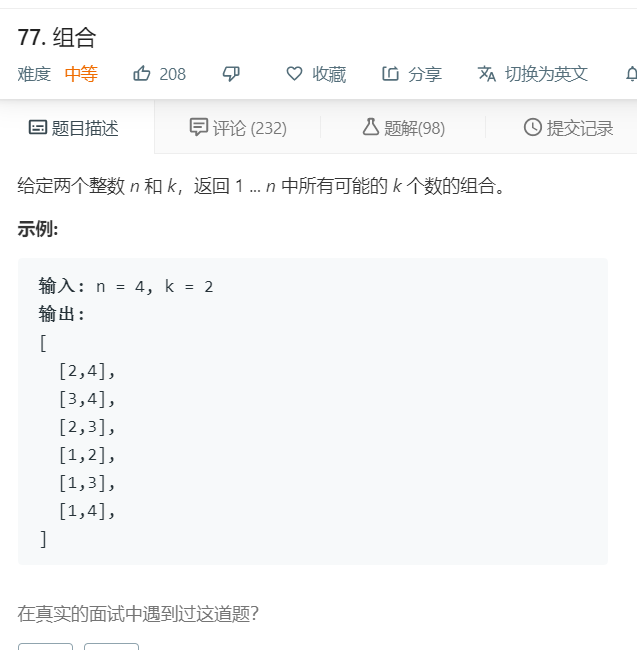 77. 组合
难度 中等 208 收藏 分享 切换为英文
题目描述 评论 (232) 题解(98) 提交记录
给定两个整数 n 和 k，返回 1 ... n 中所有可能的 k 个数的组合。
示例:
输入: n = 4, k = 2
输出:
[
[2,4],
[3,4],
[2,3],
[1,2],
[1,3],
[1,4],
]
在真实的面试中遇到过这道题?